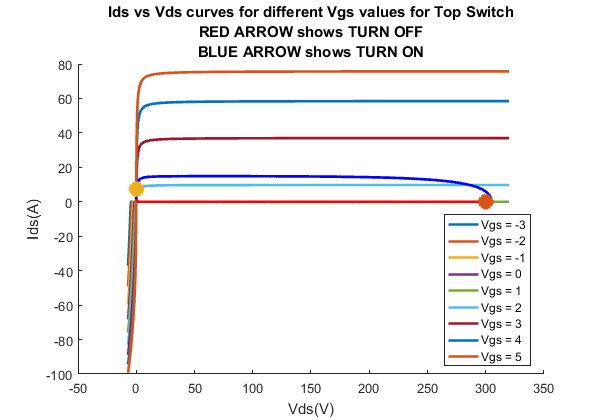 Ids vs Vds curves for different Vgs values for Top Switch
RED ARROW shows TURN OFF
BLUE ARROW shows TURN ON
80
60
40
20
0
-20
-40
-60
-80
-100
Ids(A)
Vgs = -3
Vgs = -2
Vgs = -1
Vgs = 0
Vgs = 1
Vgs = 2
Vgs = 3
Vgs = 4
Vgs = 5
-50 0 50 100 150 200 250 300 350
Vds(V)